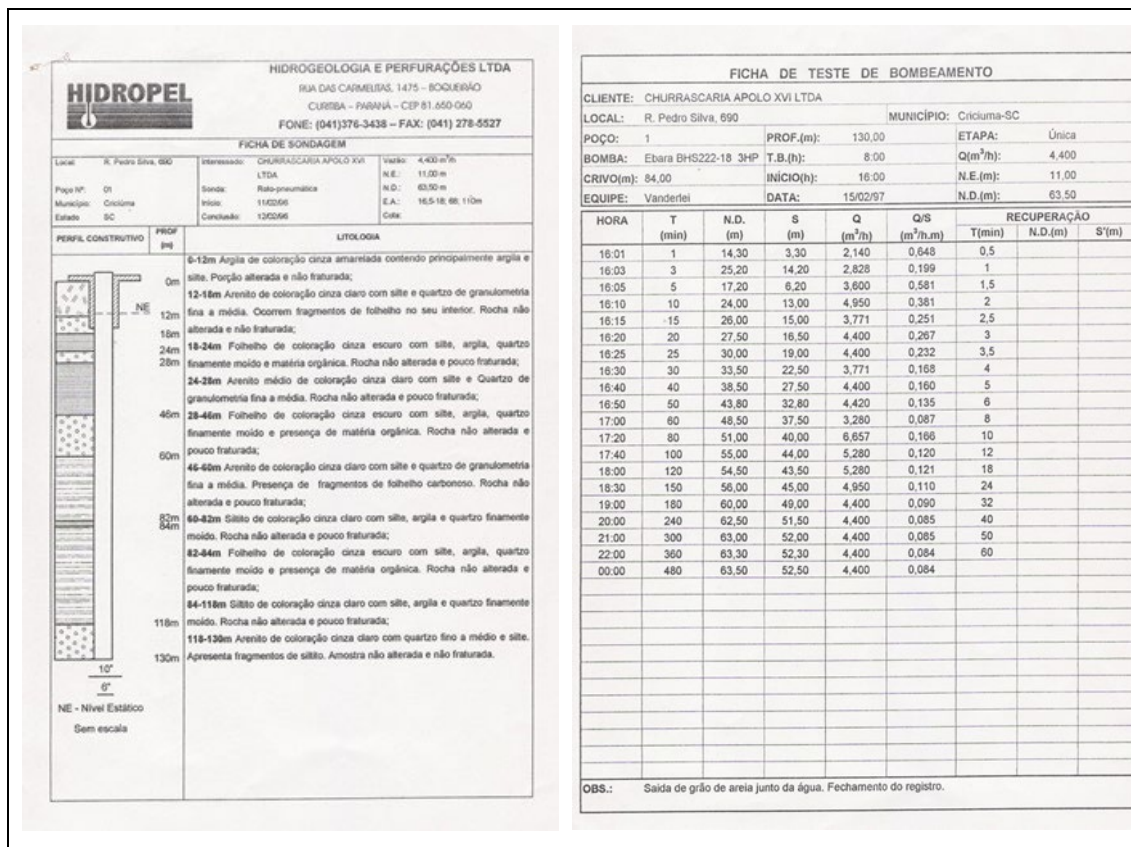 HIDROPEL
HIDROGEOLOGIA E PERFURAÇÕES LTDA
RUA DAS CARMELITAS, 1475 – BOQUEIRÃO
CURITIBA – PARANÁ – CEP 81.650-060
FONE: (041)376-3438 – FAX: (041) 278-5527
FICHA DE SONDAGEM
Local: R. Pedro Silva, 690 Interessado: CHURRASCARIA APOLO XVI LTDA Vazão: 4,400 m³/h
N.E.: 11,00 m
Poço Nº: 01 Sonda: Roto-pneumática N.D.: 63,50 m
Município: Criciúma Início: 11/02/96 E.A.: 16,5-18; 68; 110m
Estado SC Conclusão: 12/02/96 Cota:
PERFIL CONSTRUTIVO PROF (m) LITOLOGIA
0-12m Argila de coloração cinza amarelada contendo principalmente argila e
silte. Porção alterada e não fraturada;
12-18m Arenito de coloração cinza claro com silte e quartzo de granulometria
fina a média. Ocorrem fragmentos de folhelho no seu interior. Rocha não
alterada e não fraturada;
18-24m Folhelho de coloração cinza escuro com silte, argila, quartzo
finamente moído e matéria orgânica. Rocha não alterada e pouco fraturada;
24-28m Arenito médio de coloração cinza claro com silte e Quartzo de
granulometria fina a média. Rocha não alterada e pouco fraturada;
28-46m Folhelho de coloração cinza escuro com silte, argila, quartzo
finamente moído e presença de matéria orgânica. Rocha não alterada e
pouco fraturada;
46-60m Arenito de coloração cinza claro com silte e quartzo de granulometria
fina a média. Presença de fragmentos de folhelho carbonoso. Rocha não
alterada e pouco fraturada;
60-82m Siltito de coloração cinza claro com silte, argila e quartzo finamente
moído. Rocha não alterada e pouco fraturada;
82-84m Folhelho de coloração cinza escuro com silte, argila, quartzo
finamente moído e presença de matéria orgânica. Rocha não alterada e
pouco fraturada;
84-118m Siltito de coloração cinza claro com silte, argila e quartzo finamente
moído. Rocha não alterada e pouco fraturada;
118-130m Arenito de coloração cinza claro com quartzo fino a médio e silte.
Apresenta fragmentos de siltito. Amostra não alterada e não fraturada.
0m
NE
12m
18m
24m
28m
46m
60m
82m
84m
118m
130m
10"
6"
NE - Nível Estático
Sem escala
FICHA DE TESTE DE BOMBEAMENTO
CLIENTE: CHURRASCARIA APOLO XVI LTDA
LOCAL: R. Pedro Silva, 690 MUNICÍPIO: Criciuma-SC
POÇO: 1 PROF.(m): 130,00 ETAPA: Única
BOMBA: Ebara BHS222-18 3HP T.B.(h): 8:00 Q(m³/h): 4,400
CRIVO(m): 84,00 INÍCIO(h): 16:00 N.E.(m): 11,00
EQUIPE: Vanderlei DATA: 15/02/97 N.D.(m): 63,50
HORA T N.D. S Q Q/S RECUPERAÇÃO
(min) (m) (m) (m³/h) (m³/h.m) T(min) N.D.(m) S'(m)
16:01 1 14,30 3,30 2,140 0,648 0,5
16:03 3 25,20 14,20 2,828 0,199 1
16:05 5 17,20 6,20 3,600 0,581 1,5
16:10 10 24,00 13,00 4,950 0,381 2
16:15 15 26,00 15,00 3,771 0,251 2,5
16:20 20 27,50 16,50 4,400 0,267 3
16:25 25 30,00 19,00 4,400 0,232 3,5
16:30 30 33,50 22,50 3,771 0,168 4
16:40 40 38,50 27,50 4,400 0,160 5
16:50 50 43,80 32,80 4,420 0,135 6
17:00 60 48,50 37,50 3,280 0,087 8
17:20 80 51,00 40,00 6,657 0,166 10
17:40 100 55,00 44,00 5,280 0,120 12
18:00 120 54,50 43,50 5,280 0,121 18
18:30 150 56,00 45,00 4,950 0,110 24
19:00 180 60,00 49,00 4,400 0,090 32
20:00 240 62,50 51,50 4,400 0,085 40
21:00 300 63,00 52,00 4,400 0,085 50
22:00 360 63,30 52,30 4,400 0,084 60
00:00 480 63,50 52,50 4,400 0,084
OBS.: Saida de grão de areia junto da água. Fechamento do registro.